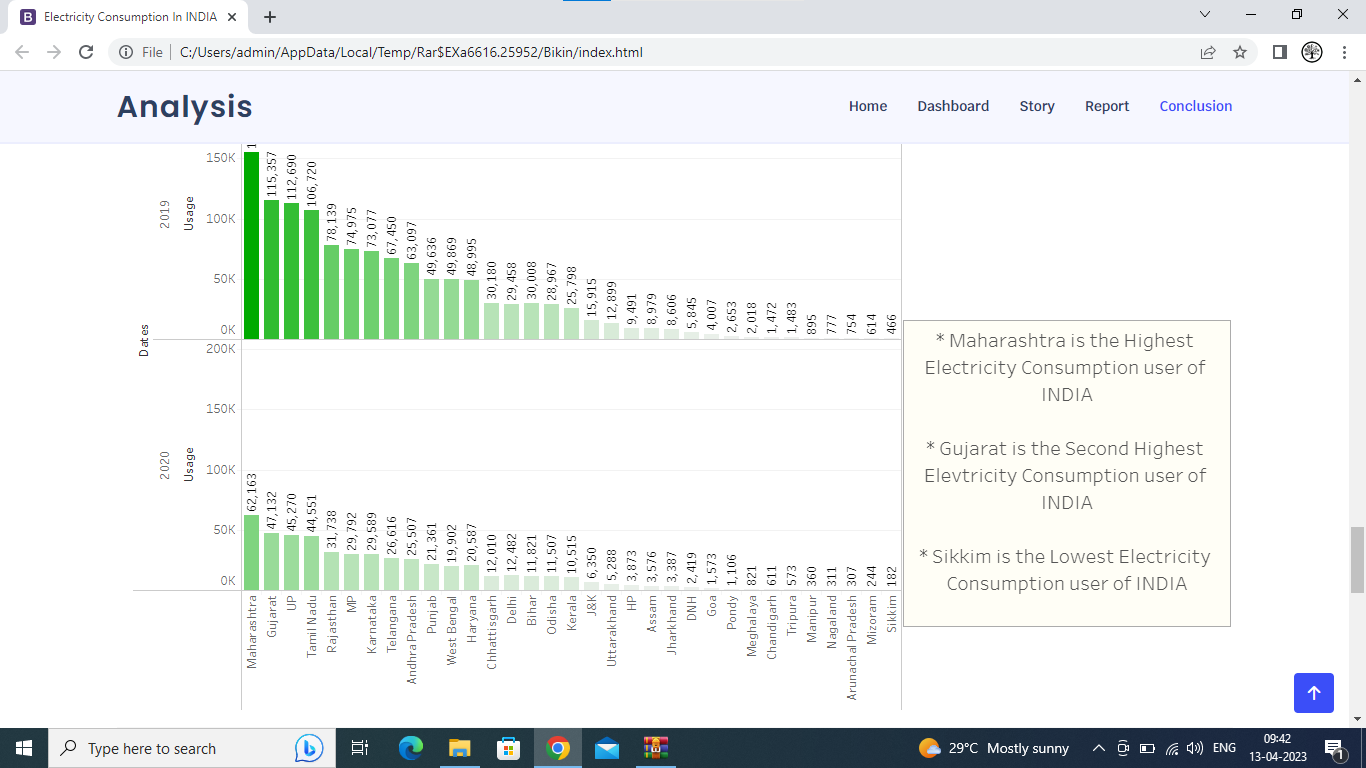 Electricity Consumption In INDIA
File
C:/Users/admin/AppData/Local/Temp/Rar$EXa6616.25952/Bikin/index.html
Analysis
Home
Dashboard
Story
Report
Conclusion
Dates
2019
Usage
150K
100K
50K
0K
115,357
112,690
106,720
78,139
74,975
73,077
67,450
63,097
49,636
49,869
48,995
30,180
29,458
30,008
28,967
25,798
15,915
12,899
9,491
8,979
8,606
5,845
4,007
2,653
2,018
1,472
1,483
895
777
754
614
466
2020
Usage
200K
150K
100K
50K
0K
62,163
47,132
45,270
44,551
31,738
29,792
29,589
26,616
25,507
21,361
19,902
20,587
12,010
12,482
11,821
11,507
10,515
6,350
5,288
3,873
3,576
3,387
2,419
1,573
1,106
821
611
573
360
311
307
244
182
Maharashtra
Gujarat
UP
Tamil Nadu
Rajasthan
MP
Karnataka
Telangana
Andhra Pradesh
Punjab
West Bengal
Haryana
Chhattisgarh
Delhi
Bihar
Odisha
Kerala
J&K
Uttarakhand
HP
Assam
Jharkhand
DNH
Goa
Pondy
Meghalaya
Chandigarh
Tripura
Manipur
Nagaland
Arunachal Pradesh
Mizoram
Sikkim
* Maharashtra is the Highest
Electricity Consumption user of
INDIA
* Gujarat is the Second Highest
Elevtricity Consumption user of
INDIA
* Sikkim is the Lowest Electricity
Consumption user of INDIA
Type here to search
29°C Mostly sunny
ENG
09:42
13-04-2023
1